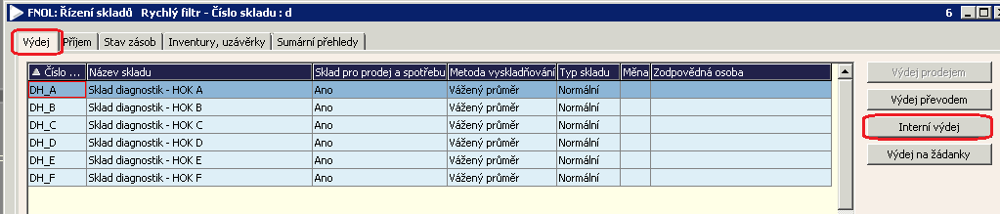 FNOL: Řízení skladů Rychlý filtr - Číslo skladu : d 6
Výdej Příjem Stav zásob Inventury, uzávěrky Sumární přehledy
Číslo ... Název skladu Sklad pro prodej a spotřebu Metoda vyskladňování Typ skladu Měna Zodpovědná osoba
DH_A Sklad diagnostik - HOK A Ano Vážený průměr Normální
DH_B Sklad diagnostik - HOK B Ano Vážený průměr Normální
DH_C Sklad diagnostik - HOK C Ano Vážený průměr Normální
DH_D Sklad diagnostik - HOK D Ano Vážený průměr Normální
DH_E Sklad diagnostik - HOK E Ano Vážený průměr Normální
DH_F Sklad diagnostik - HOK F Ano Vážený průměr Normální
Výdej prodejem
Výdej převodem
Interní výdej
Výdej na žádanky